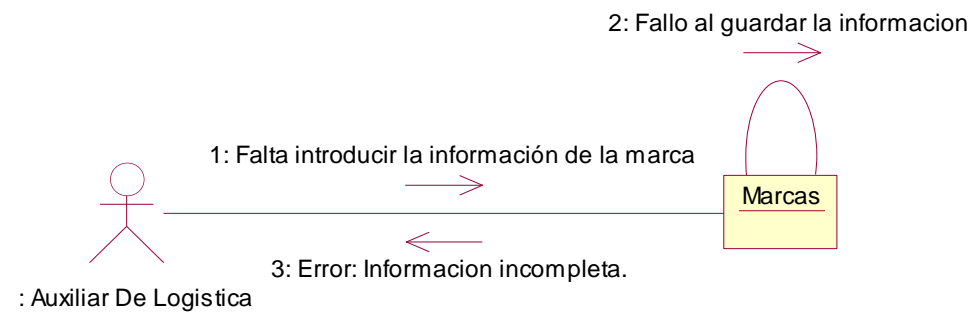 2: Fallo al guardar la informacion
1: Falta introducir la información de la marca
Marcas
3: Error: Informacion incompleta.
: Auxiliar De Logistica